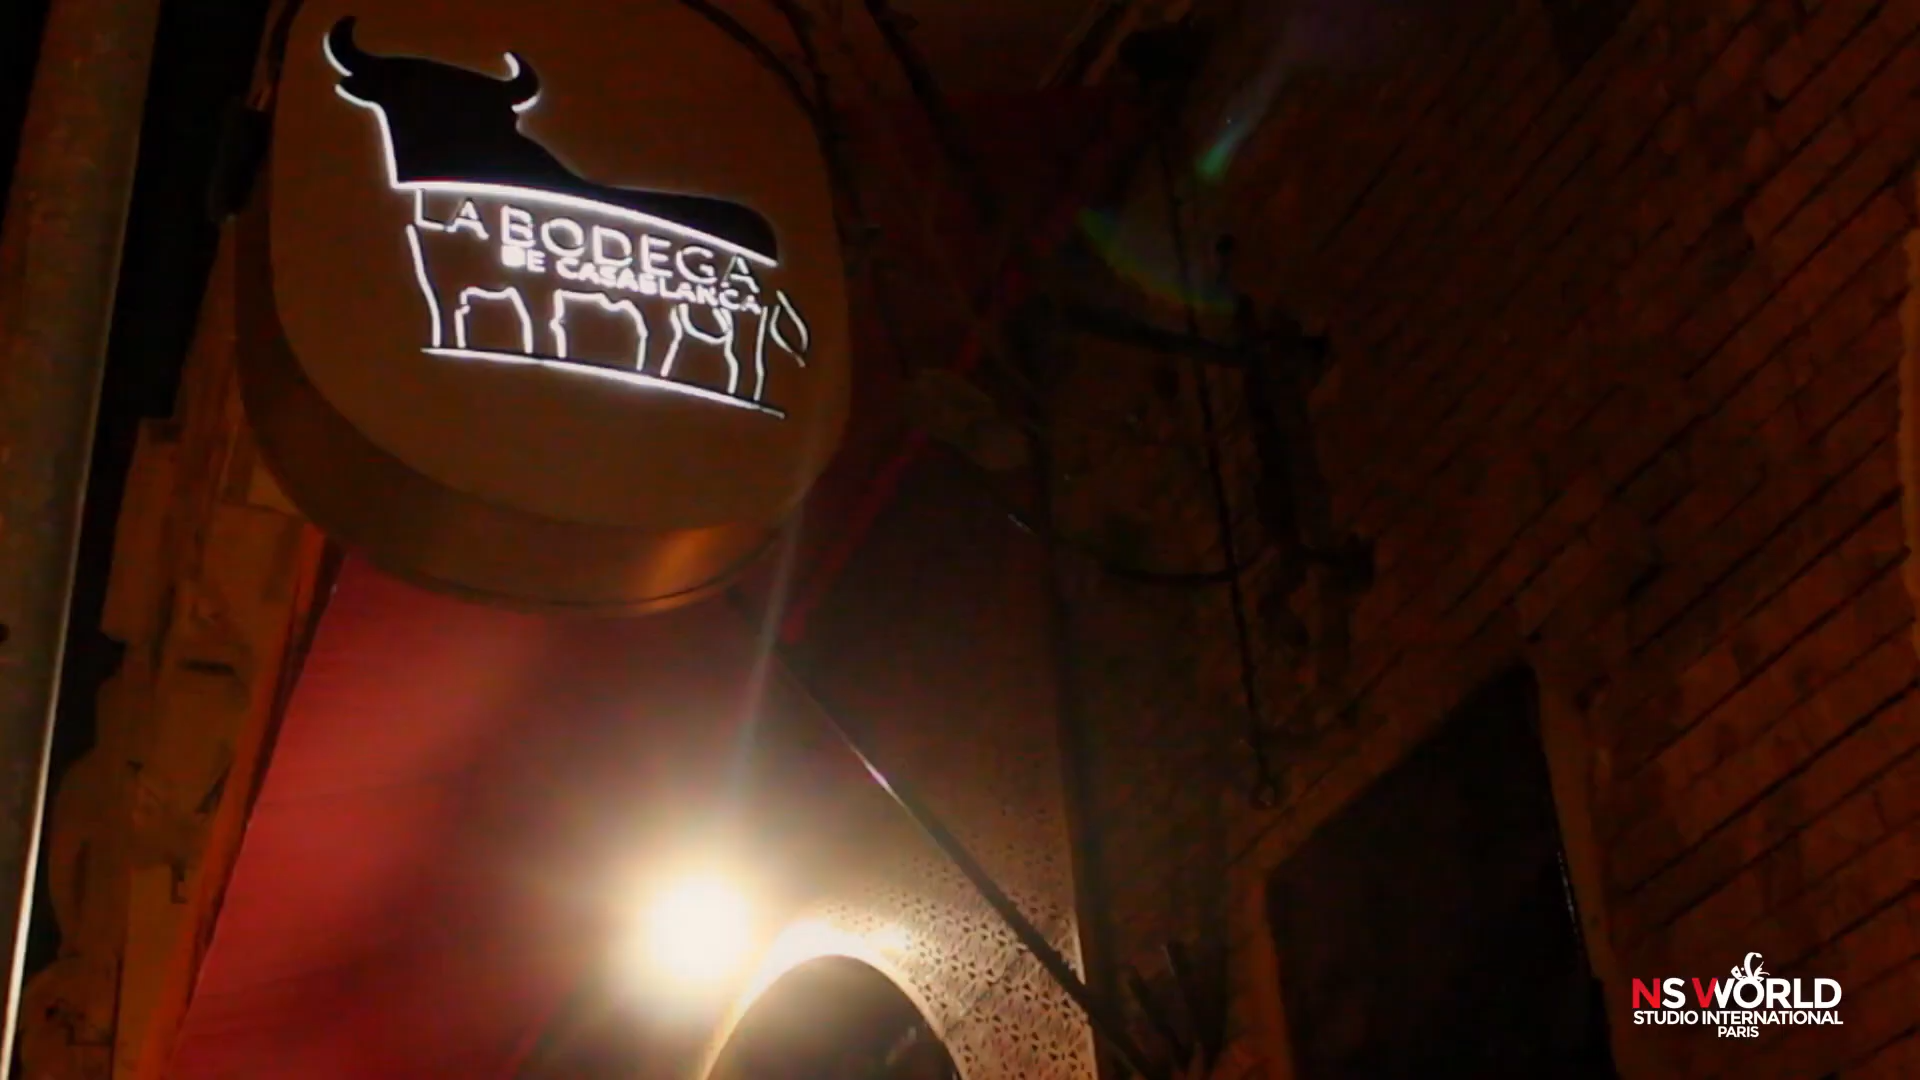 LA BODEGA
DE CASABLANCA
NS WORLD
STUDIO INTERNATIONAL
PARIS